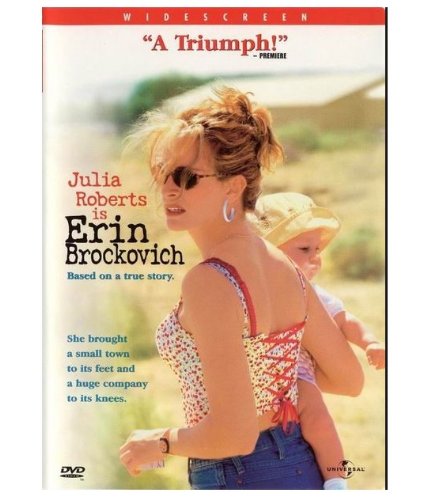 WIDESCREEN
"A Triumph!"
– PREMIERE
Julia
Roberts
is
Erin
Brockovich
Based on a true story.
She brought
a small town
to its feet and
a huge company
to its knees.
DVD
UNIVERSAL